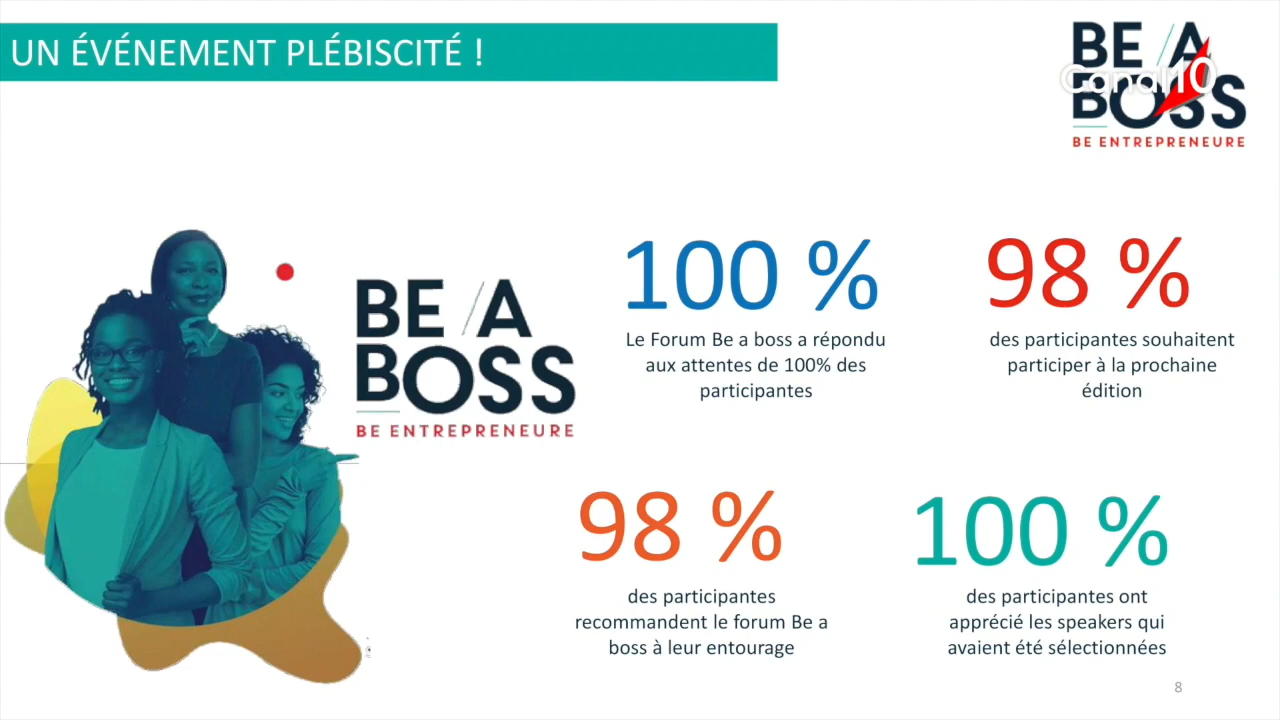 UN ÉVÉNEMENT PLÉBISCITÉ !
BE A
BOSS
BE ENTREPRENEURE
Canal10
BE A
BOSS
BE ENTREPRENEURE
100 %
Le Forum Be a boss a répondu
aux attentes de 100% des
participantes
98 %
des participantes souhaitent
participer à la prochaine
édition
98 %
des participantes
recommandent le forum Be a
boss à leur entourage
100 %
des participantes ont
apprécié les speakers qui
avaient été sélectionnées
8